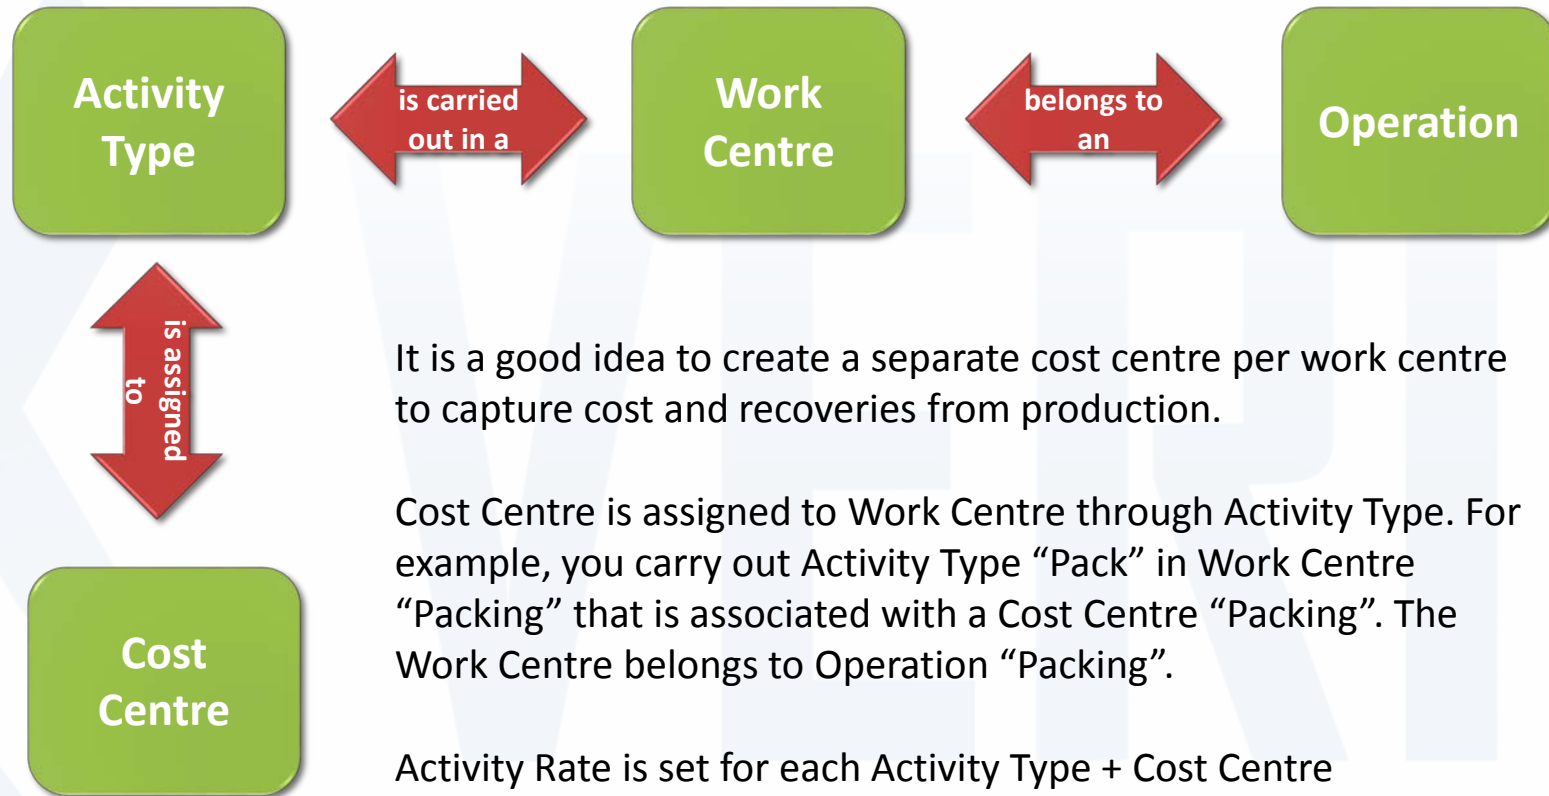 Activity
Type
is carried
out in a
Work
Centre
belongs to
an
Operation
is assigned
to
Cost
Centre
It is a good idea to create a separate cost centre per work centre
to capture cost and recoveries from production.
Cost Centre is assigned to Work Centre through Activity Type. For
example, you carry out Activity Type “Pack” in Work Centre
“Packing” that is associated with a Cost Centre “Packing”. The
Work Centre belongs to Operation “Packing”.
Activity Rate is set for each Activity Type + Cost Centre